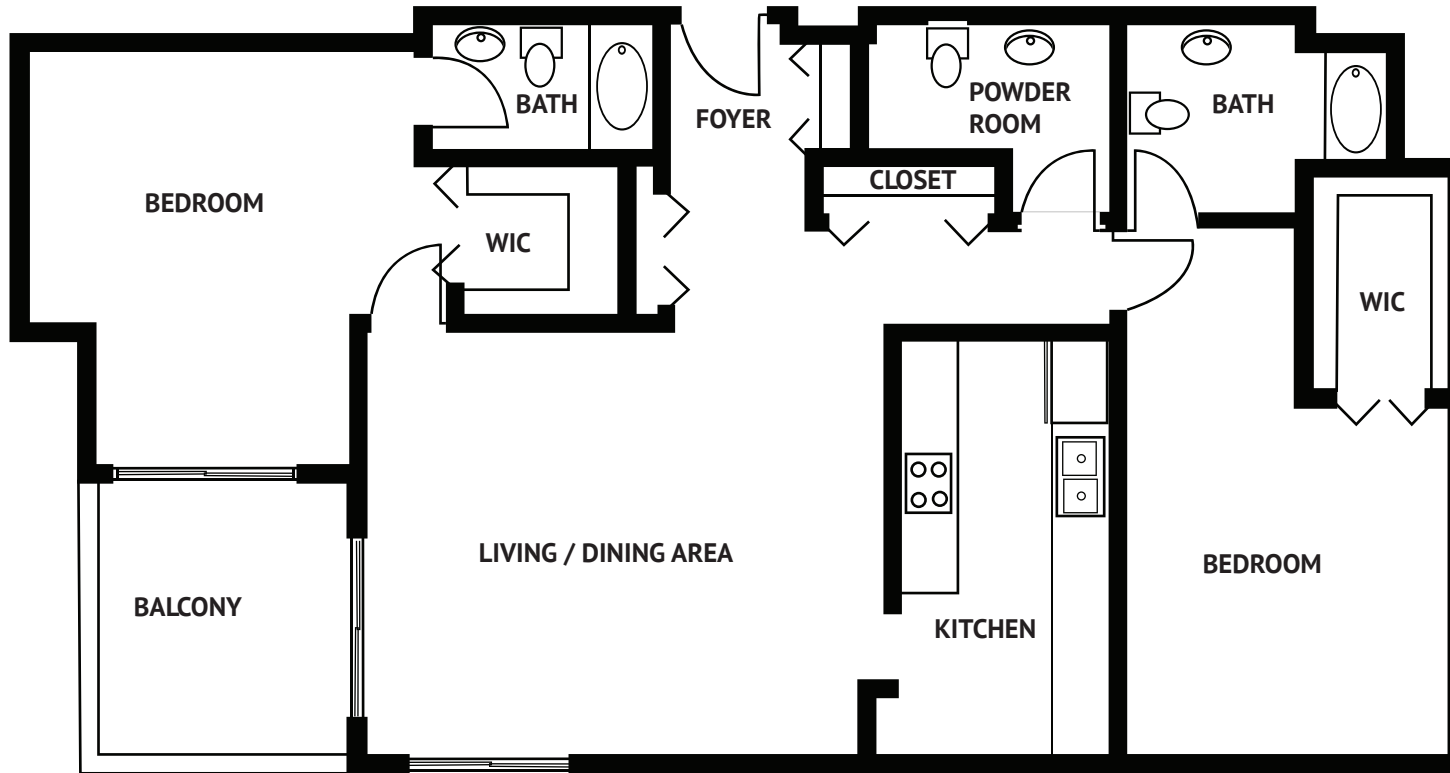 BATH
FOYER
POWDER
ROOM
BATH
CLOSET
BEDROOM
WIC
WIC
LIVING / DINING AREA
BEDROOM
BALCONY
KITCHEN